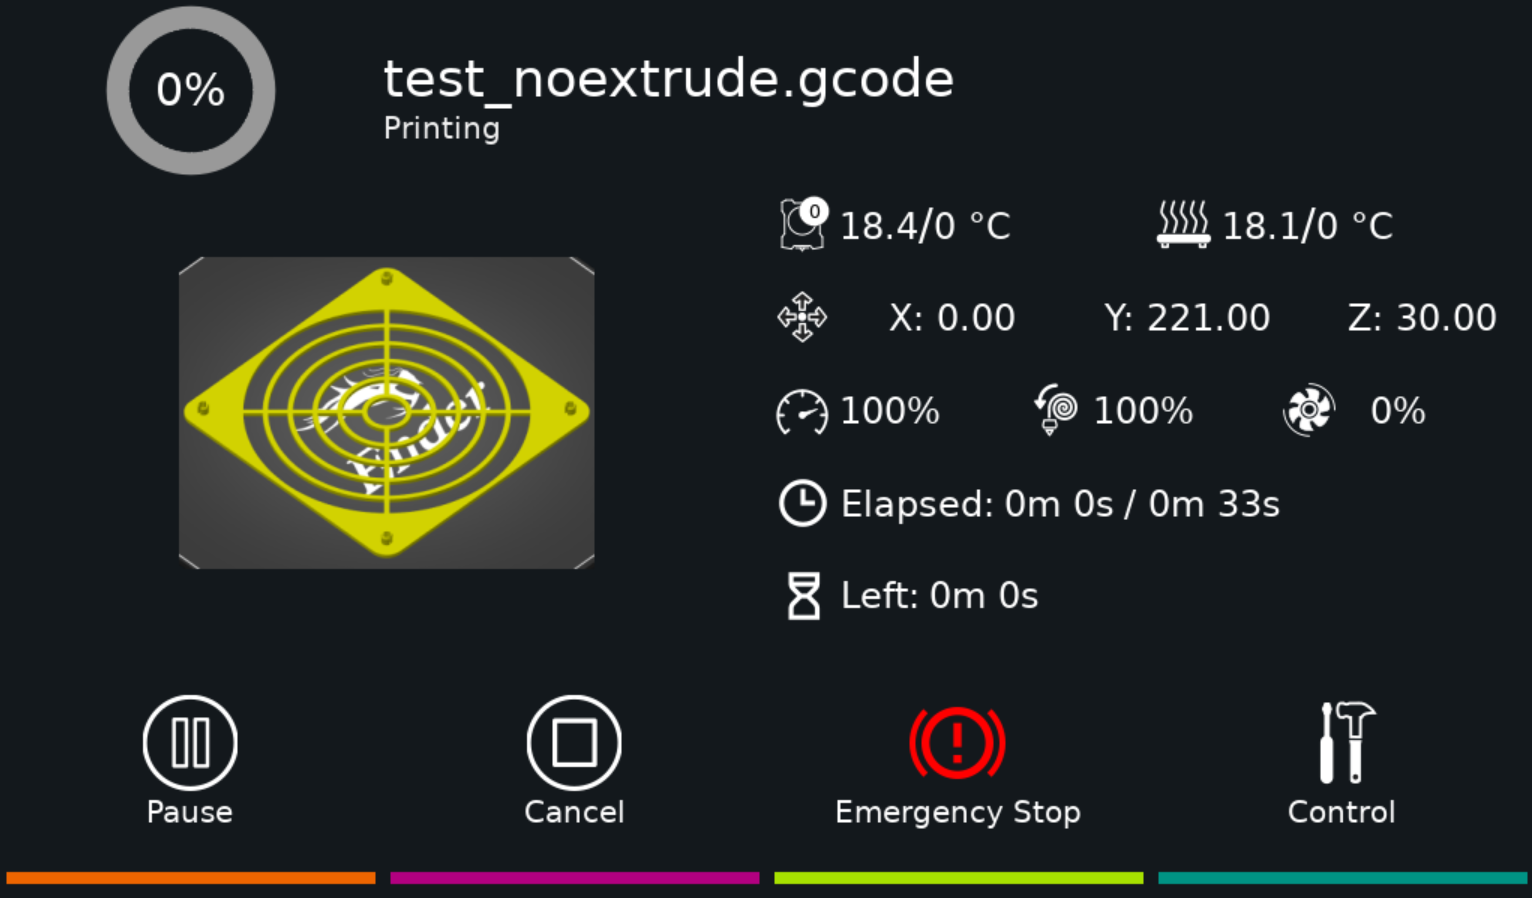 0%
test_noextrude.gcode
Printing
0
18.4/0 °C
18.1/0 °C
X: 0.00
Y: 221.00
Z: 30.00
100%
100%
0%
Elapsed: 0m 0s / 0m 33s
Left: 0m 0s
Pause
Cancel
Emergency Stop
Control